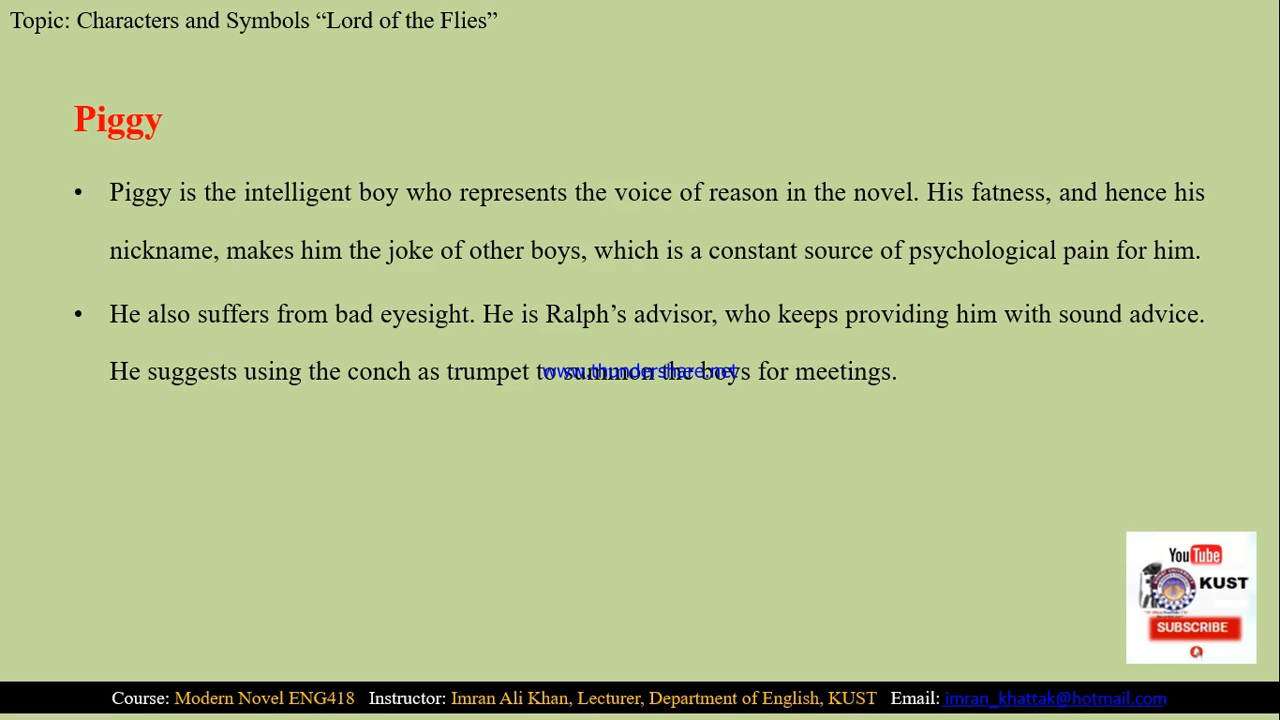 Topic: Characters and Symbols “Lord of the Flies”
Piggy
• Piggy is the intelligent boy who represents the voice of reason in the novel. His fatness, and hence his
nickname, makes him the joke of other boys, which is a constant source of psychological pain for him.
• He also suffers from bad eyesight. He is Ralph’s advisor, who keeps providing him with sound advice.
He suggests using the conch as trumpet to summon the boys for meetings.
www.thundershare.net
YouTube
KUST
SUBSCRIBE
Course: Modern Novel ENG418 Instructor: Imran Ali Khan, Lecturer, Department of English, KUST Email: imran_khattak@hotmail.com